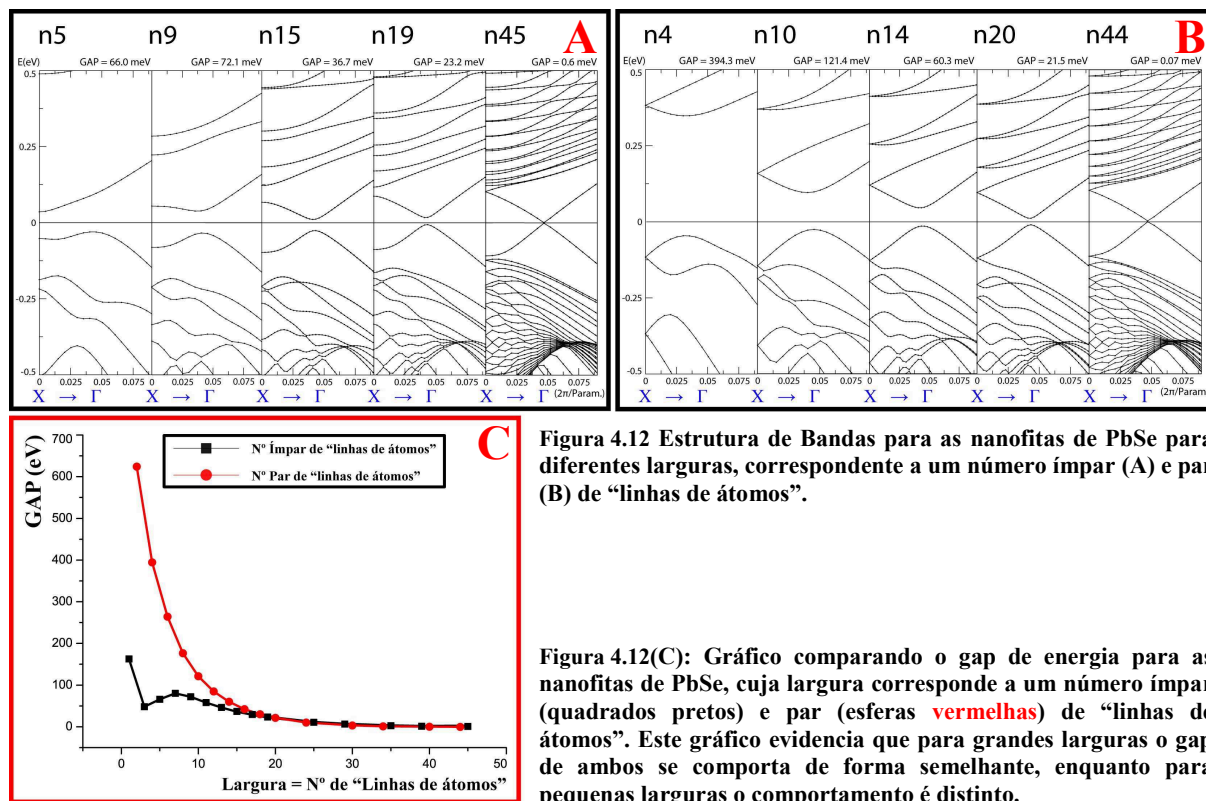 n5 n9 n15 n19 n45 A
E(eV) GAP = 66.0 meV GAP = 72.1 meV GAP = 36.7 meV GAP = 23.2 meV GAP = 0.6 meV
0.5
0.25
0
-0.25
-0.5
0 0.025 0.05 0.075 0 0.025 0.05 0.075 0 0.025 0.05 0.075 0 0.025 0.05 0.075 0 0.025 0.05 0.075
X → Γ X → Γ X → Γ X → Γ X → Γ (2π/Param.)
n4 n10 n14 n20 n44 B
E(eV) GAP = 394.3 meV GAP = 121.4 meV GAP = 60.3 meV GAP = 21.5 meV GAP = 0.07 meV
0.5
0.25
0
-0.25
-0.5
0 0.025 0.05 0.075 0 0.025 0.05 0.075 0 0.025 0.05 0.075 0 0.025 0.05 0.075 0 0.025 0.05 0.075
X → Γ X → Γ X → Γ X → Γ X → Γ (2π/Param.)
C
GAP (eV)
700
600
500
400
300
200
100
0
Nº Ímpar de “linhas de átomos”
Nº Par de “linhas de átomos”
0 10 20 30 40 50
Largura = Nº de “Linhas de átomos”
Figura 4.12 Estrutura de Bandas para as nanofitas de PbSe para
diferentes larguras, correspondente a um número ímpar (A) e par
(B) de “linhas de átomos”.
Figura 4.12(C): Gráfico comparando o gap de energia para as
nanofitas de PbSe, cuja largura corresponde a um número ímpar
(quadrados pretos) e par (esferas vermelhas) de “linhas de
átomos”. Este gráfico evidencia que para grandes larguras o gap
de ambos se comporta de forma semelhante, enquanto para
pequenas larguras o comportamento é distinto.